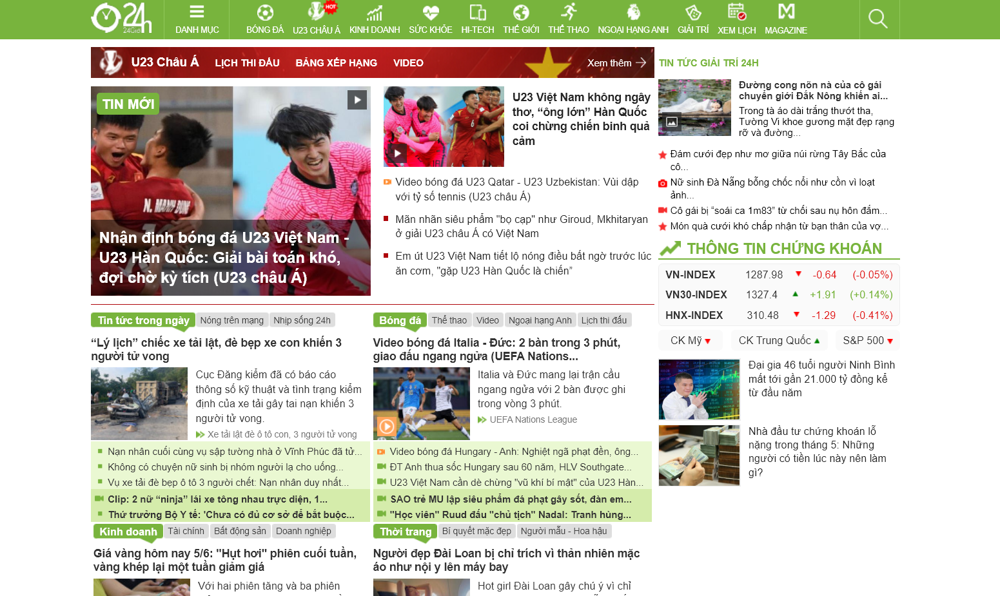 24h
24Giờ
DANH MỤC
BÓNG ĐÁ
HOT
U23 CHÂU Á
KINH DOANH
SỨC KHỎE
HI-TECH
THẾ GIỚI
THỂ THAO
NGOẠI HẠNG ANH
GIẢI TRÍ
XEM LỊCH
MAGAZINE
U23 Châu Á
LỊCH THI ĐẤU
BẢNG XẾP HẠNG
VIDEO
Xem thêm
TIN MỚI
N. MANH DUNG
Nhận định bóng đá U23 Việt Nam -
U23 Hàn Quốc: Giải bài toán khó,
đợi chờ kỳ tích (U23 châu Á)
U23 Việt Nam không ngây
thơ, “ông lớn” Hàn Quốc
coi chừng chiến binh quả
cảm
Video bóng đá U23 Qatar - U23 Uzbekistan: Vùi dập
với tỷ số tennis (U23 châu Á)
Mãn nhãn siêu phẩm "bọ cạp" như Giroud, Mkhitaryan
ở giải U23 châu Á có Việt Nam
Em út U23 Việt Nam tiết lộ nóng điều bất ngờ trước lúc
ăn cơm, "gặp U23 Hàn Quốc là chiến”
TIN TỨC GIẢI TRÍ 24H
Đường cong nõn nà của cô gái
chuyển giới Đắk Nông khiến ai...
Trong tà áo dài trắng thướt tha,
Tường Vi khoe gương mặt đẹp rạng
rỡ và đường...
Đám cưới đẹp như mơ giữa núi rừng Tây Bắc của
cô...
Nữ sinh Đà Nẵng bỗng chốc nổi như cồn vì loạt
ảnh...
Cô gái bị “soái ca 1m83” từ chối sau nụ hôn đắm...
Món quà cưới khó chấp nhận từ bạn thân của vợ...
THÔNG TIN CHỨNG KHOÁN
VN-INDEX 1287.98 -0.64 (-0.05%)
VN30-INDEX 1327.4 +1.91 (+0.14%)
HNX-INDEX 310.48 -1.29 (-0.41%)
CK Mỹ
CK Trung Quốc
S&P 500
Đại gia 46 tuổi người Ninh Bình
mất tới gần 21.000 tỷ đồng kể
từ đầu năm
Nhà đầu tư chứng khoán lỗ
nặng trong tháng 5: Những
người có tiền lúc này nên làm
gì?
Tin tức trong ngày
Nóng trên mạng
Nhịp sống 24h
“Lý lịch” chiếc xe tải lật, đè bẹp xe con khiến 3
người tử vong
Cục Đăng kiểm đã có báo cáo
thông số kỹ thuật và tình trạng kiểm
định của xe tải gây tai nạn khiến 3
người tử vong.
Xe tải lật đè ô tô con, 3 người tử vong
Nạn nhân cuối cùng vụ sập tường nhà ở Vĩnh Phúc đã tử...
Không có chuyện nữ sinh bị nhóm người lạ cho uống...
Vụ xe tải đè bẹp ô tô 3 người chết: Nạn nhân duy nhất...
Clip: 2 nữ “ninja” lái xe tông nhau trực diện, 1...
Thứ trưởng Bộ Y tế: 'Chưa có đủ cơ sở để bắt buộc...
Bóng đá
Thể thao
Video
Ngoại hạng Anh
Lịch thi đấu
Video bóng đá Italia - Đức: 2 bàn trong 3 phút,
giao đấu ngang ngửa (UEFA Nations...
Italia và Đức mang lại trận cầu
ngang ngửa với 2 bàn được ghi
trong vòng 3 phút.
UEFA Nations League
Video bóng đá Hungary - Anh: Nghiệt ngã phạt đền, ông...
ĐT Anh thua sốc Hungary sau 60 năm, HLV Southgate...
U23 Việt Nam cần dè chừng "vũ khí bí mật" của U23 Hàn...
SAO trẻ MU lập siêu phẩm đá phạt gây sốt, đàn em...
"Học viên" Ruud đấu "chủ tịch" Nadal: Tranh hùng...
Kinh doanh
Tài chính
Bất động sản
Doanh nghiệp
Giá vàng hôm nay 5/6: "Hụt hơi" phiên cuối tuần,
vàng khép lại một tuần giảm giá
Với hai phiên tăng và ba phiên
Thời trang
Bí quyết mặc đẹp
Người mẫu - Hoa hậu
Người đẹp Đài Loan bị chỉ trích vì thản nhiên mặc
áo như nội y lên máy bay
Hot girl Đài Loan gây chú ý vì chỉ